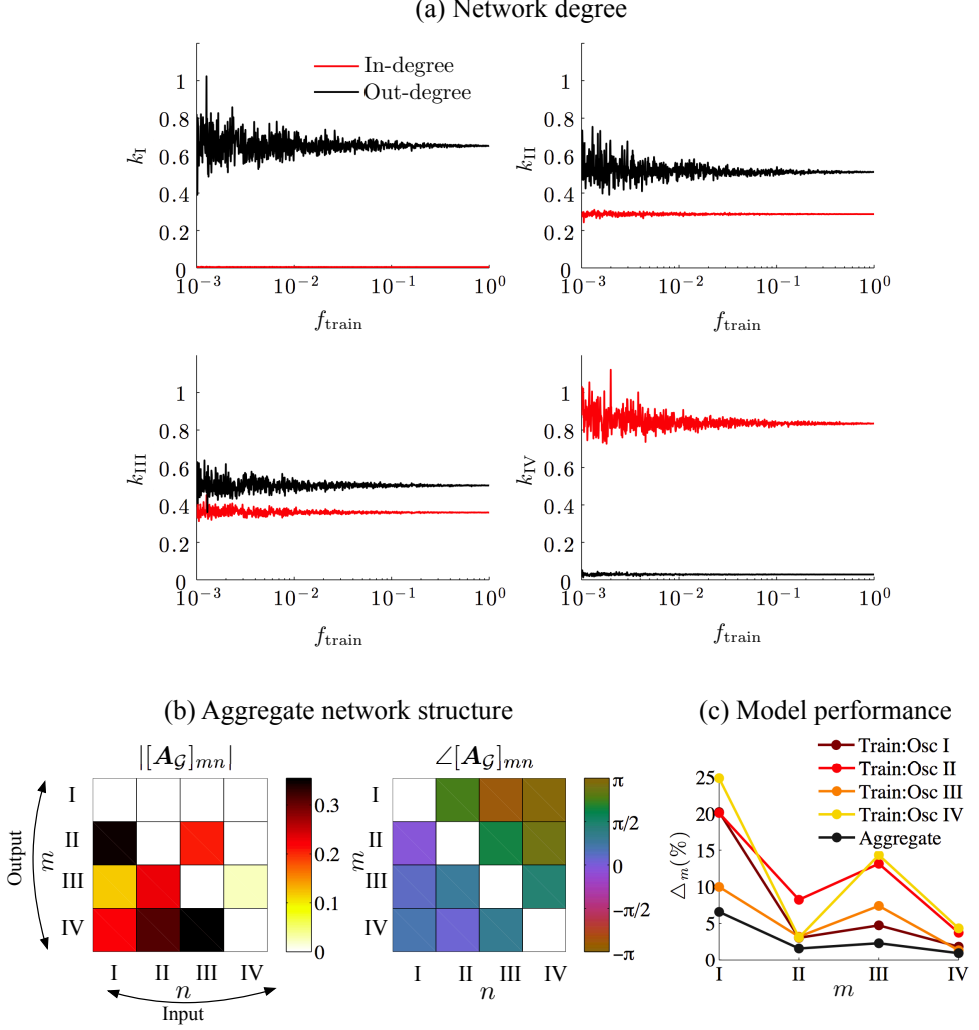 (a) Network degree
In-degree
Out-degree
k_I
1
0.8
0.6
0.4
0.2
0
10^{-3}
10^{-2}
10^{-1}
10^0
f_train
k_II
1
0.8
0.6
0.4
0.2
0
10^{-3}
10^{-2}
10^{-1}
10^0
f_train
k_III
1
0.8
0.6
0.4
0.2
0
10^{-3}
10^{-2}
10^{-1}
10^0
f_train
k_IV
1
0.8
0.6
0.4
0.2
0
10^{-3}
10^{-2}
10^{-1}
10^0
f_train
(b) Aggregate network structure
|[A_G]_{mn}|
Output
m
I
II
III
IV
I II III IV
n
Input
0.3
0.2
0.1
0
∠[A_G]_{mn}
m
I
II
III
IV
I II III IV
n
π
π/2
0
−π/2
−π
(c) Model performance
Train:Osc I
Train:Osc II
Train:Osc III
Train:Osc IV
Aggregate
△_m(%)
25
20
15
10
5
0
I II III IV
m